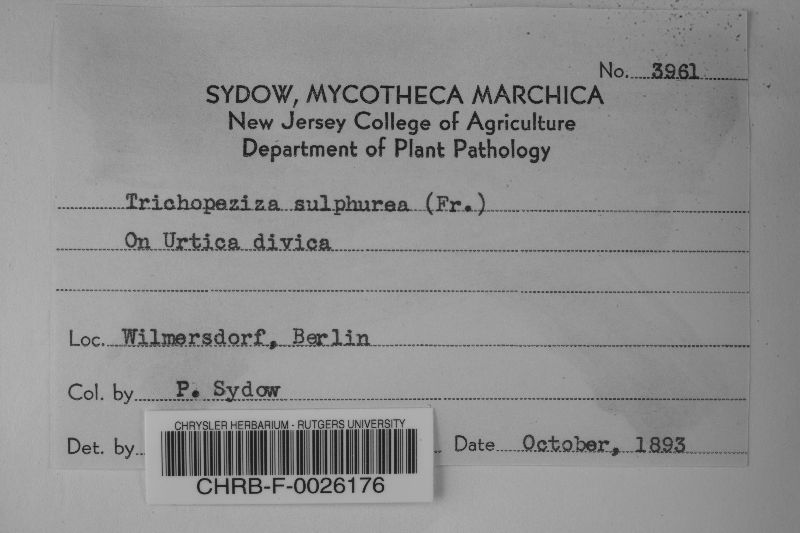 No. 3961
SYDOW, MYCOTHECA MARCHICA
New Jersey College of Agriculture
Department of Plant Pathology
Trichopeziza sulphurea (Fr.)
On Urtica divica
Loc. Wilmersdorf, Berlin
Col. by P. Sydow
Det. by
Date October, 1893
CHRYSLER HERBARIUM - RUTGERS UNIVERSITY
CHRB-F-0026176